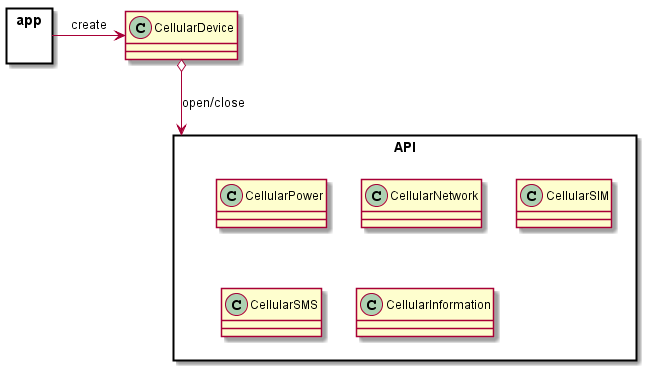 app
create
C CellularDevice
open/close
API
C CellularPower
C CellularNetwork
C CellularSIM
C CellularSMS
C CellularInformation